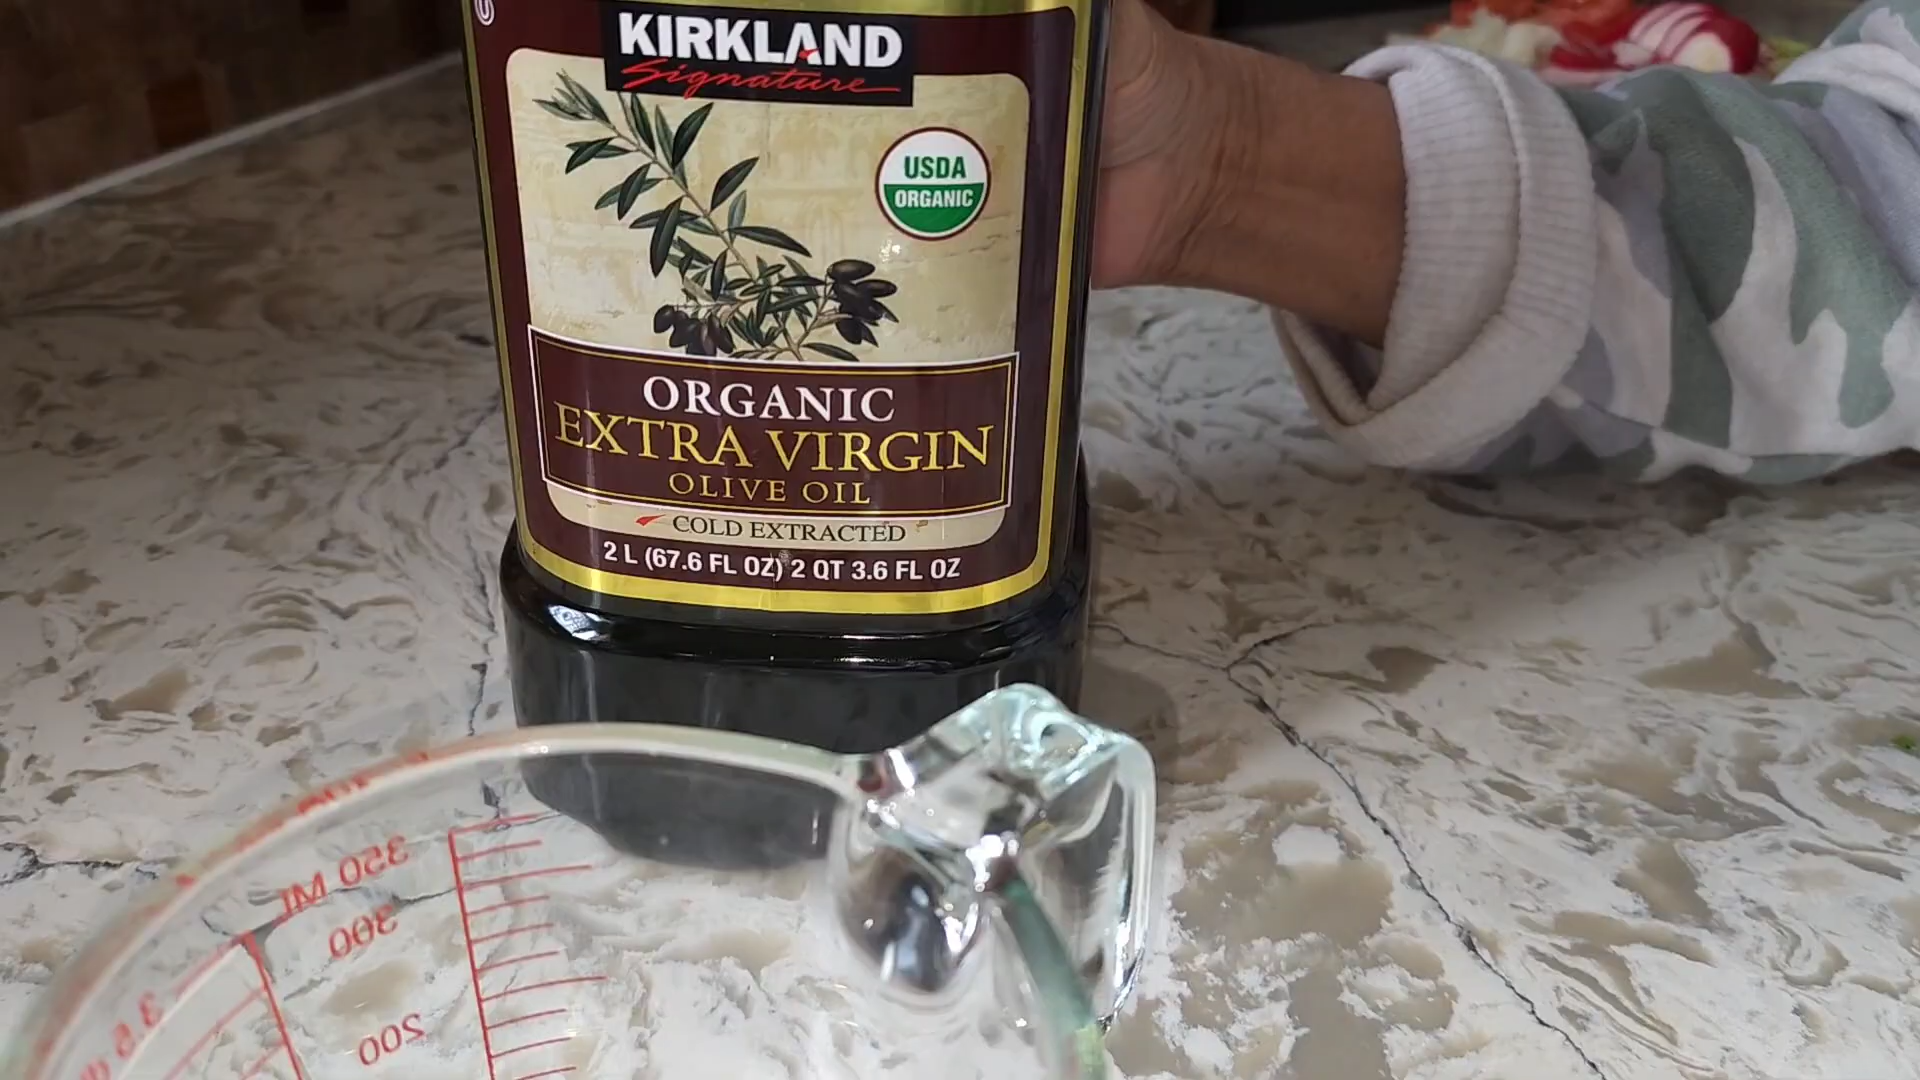 KIRKLAND
Signature
USDA
ORGANIC
ORGANIC
EXTRA VIRGIN
OLIVE OIL
COLD EXTRACTED
2 L (67.6 FL OZ) 2 QT 3.6 FL OZ
350 ML
300
200